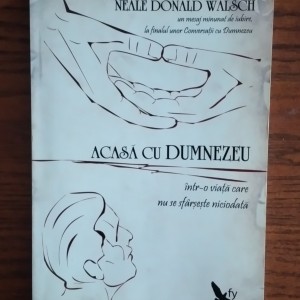 NEALE DONALD WALSCH
un mesaj minunat de iubire,
la finalul unor Conversații cu Dumnezeu
ACASĂ CU DUMNEZEU
într-o viață care
nu se sfârșește niciodată
fy